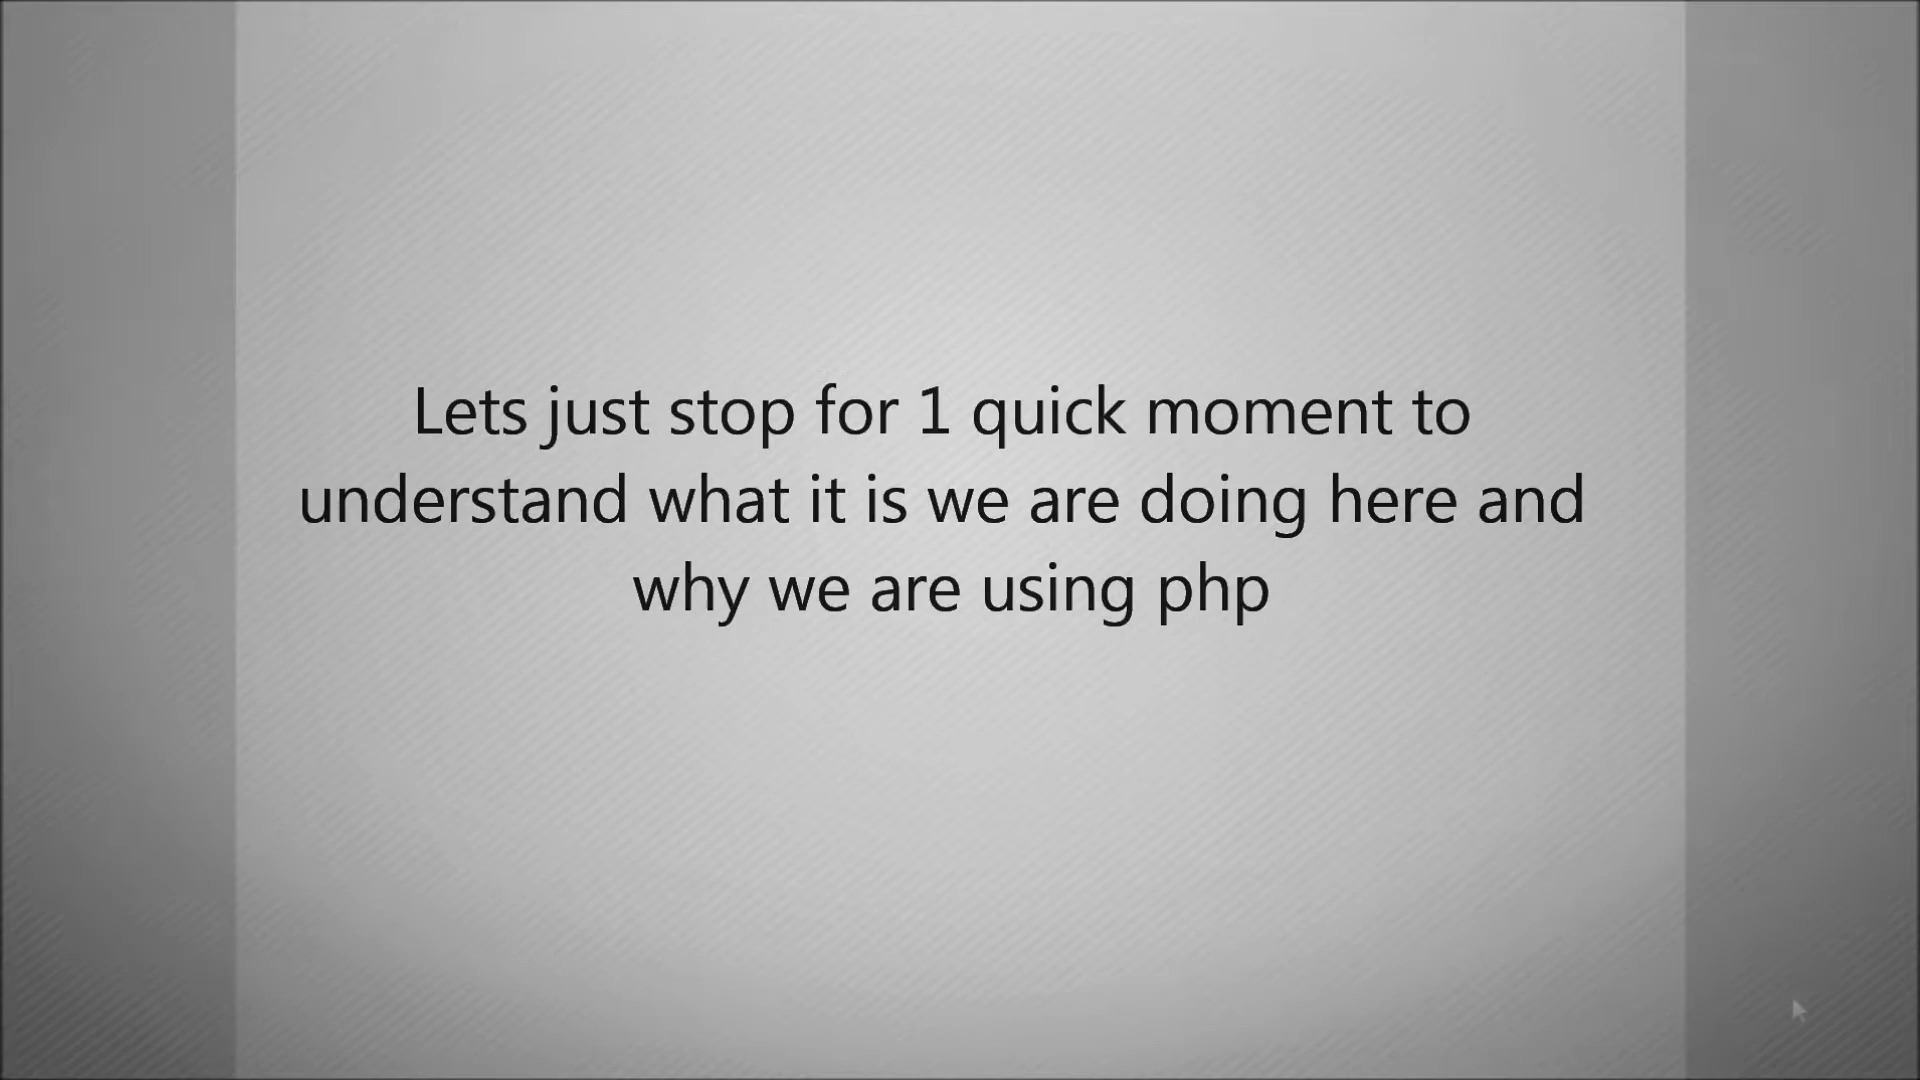 Lets just stop for 1 quick moment to
understand what it is we are doing here and
why we are using php